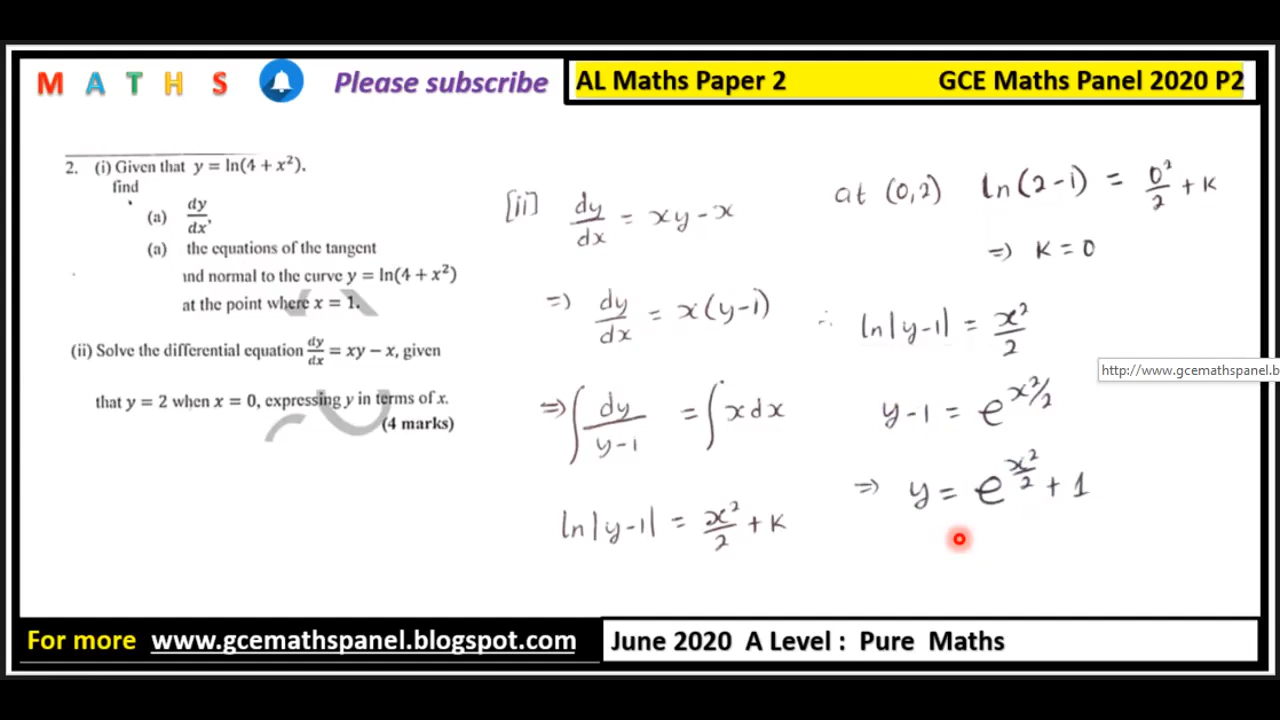 MATHS Please subscribe
AL Maths Paper 2 GCE Maths Panel 2020 P2
2. (i) Given that y = ln(4 + x²).
find
(a) dy/dx,
(a) the equations of the tangent
ınd normal to the curve y = ln(4 + x²)
at the point where x = 1.
(ii) Solve the differential equation dy/dx = xy − x, given
that y = 2 when x = 0, expressing y in terms of x.
(4 marks)
[ii] dy/dx = xy - x
=> dy/dx = x(y-1)
=> ∫ dy/(y-1) = ∫ x dx
ln|y-1| = x²/2 + K
at (0,2) ln(2-1) = 0²/2 + K
=> K = 0
∴ ln|y-1| = x²/2
y-1 = e^(x²/2)
=> y = e^(x²/2) + 1
http://www.gcemathspanel.b
For more www.gcemathspanel.blogspot.com
June 2020 A Level : Pure Maths